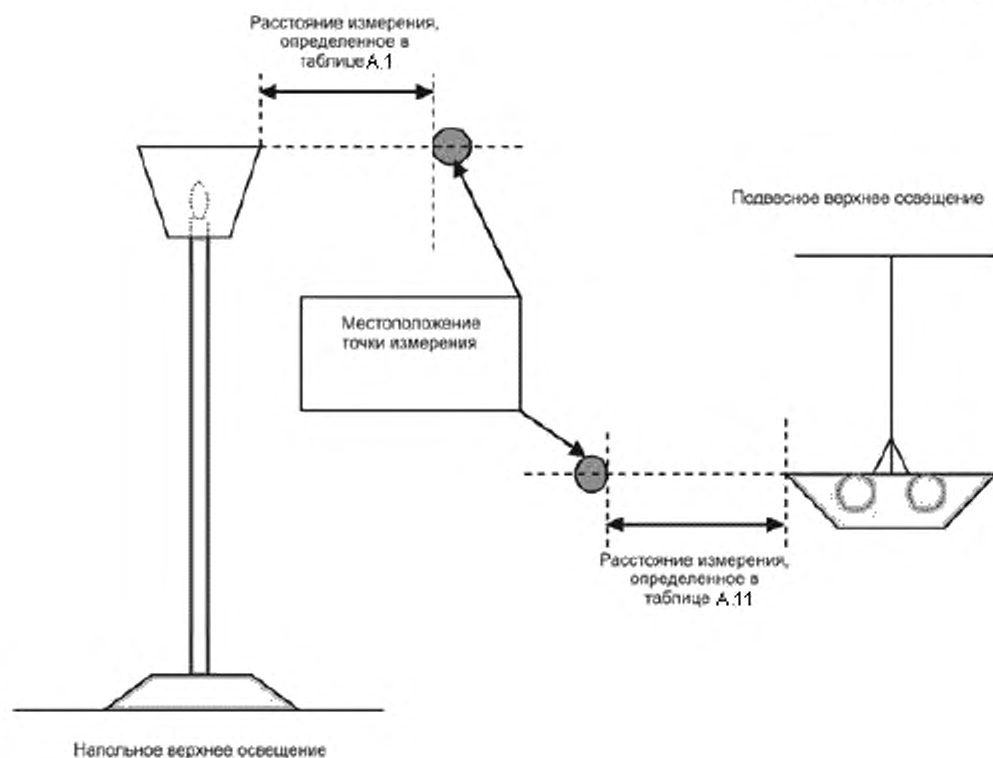 Расстояние измерения,
определенное в
таблице А.1
Подвесное верхнее освещение
Местоположение
точки измерения
Расстояние измерения,
определенное в
таблице А.11
Напольное верхнее освещение